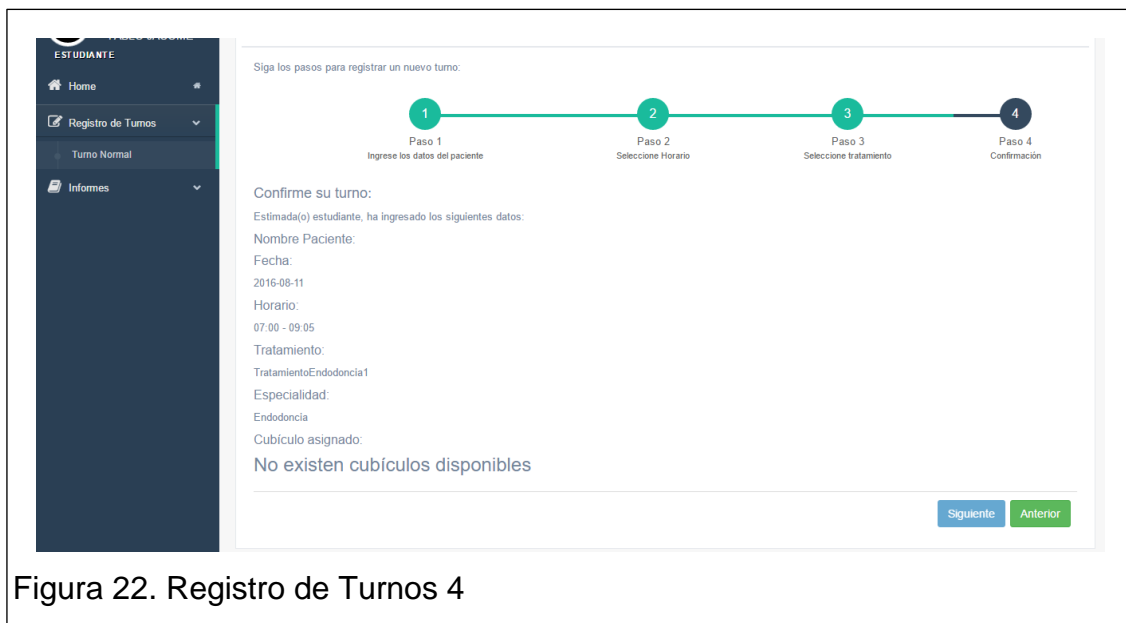 ESTUDIANTE
Home
Registro de Turnos
Turno Normal
Informes
Siga los pasos para registrar un nuevo turno:
1 2 3 4
Paso 1 Paso 2 Paso 3 Paso 4
Ingrese los datos del paciente Seleccione Horario Seleccione tratamiento Confirmación
Confirme su turno:
Estimada(o) estudiante, ha ingresado los siguientes datos:
Nombre Paciente:
Fecha:
2016-08-11
Horario:
07:00 - 09:05
Tratamiento:
TratamientoEndodoncia1
Especialidad:
Endodoncia
Cubículo asignado:
No existen cubículos disponibles
Siguiente Anterior
Figura 22. Registro de Turnos 4